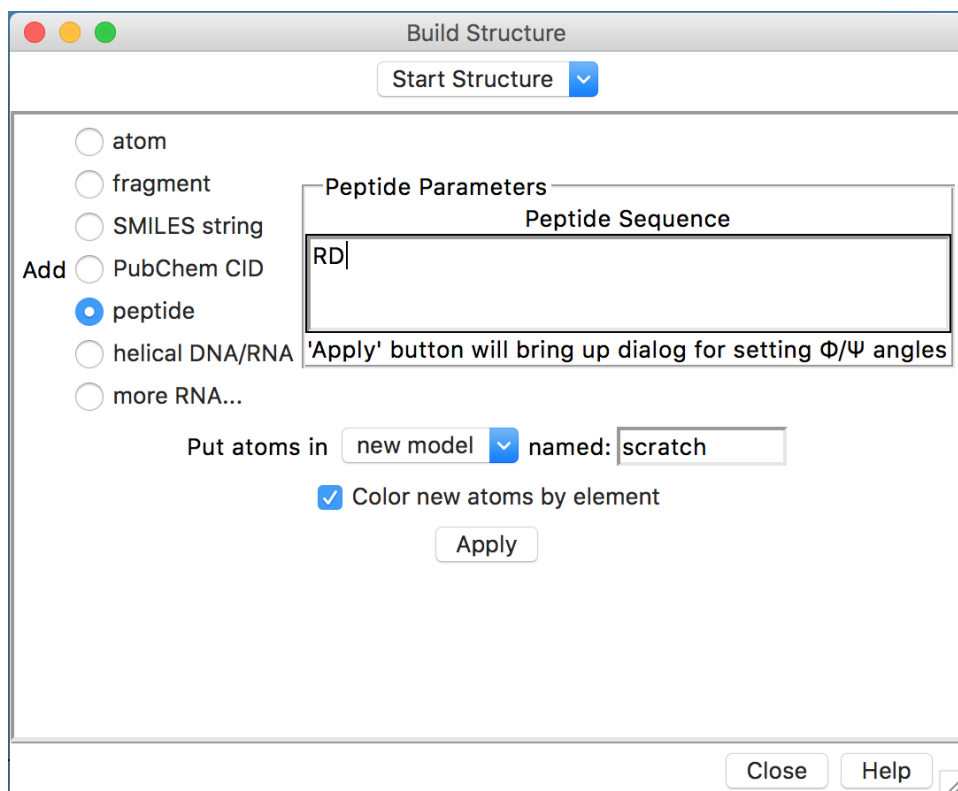 Build Structure
Start Structure
atom
fragment
SMILES string
Add
PubChem CID
peptide
helical DNA/RNA
more RNA...
Peptide Parameters
Peptide Sequence
RD
'Apply' button will bring up dialog for setting Φ/Ψ angles
Put atoms in new model named: scratch
Color new atoms by element
Apply
Close Help